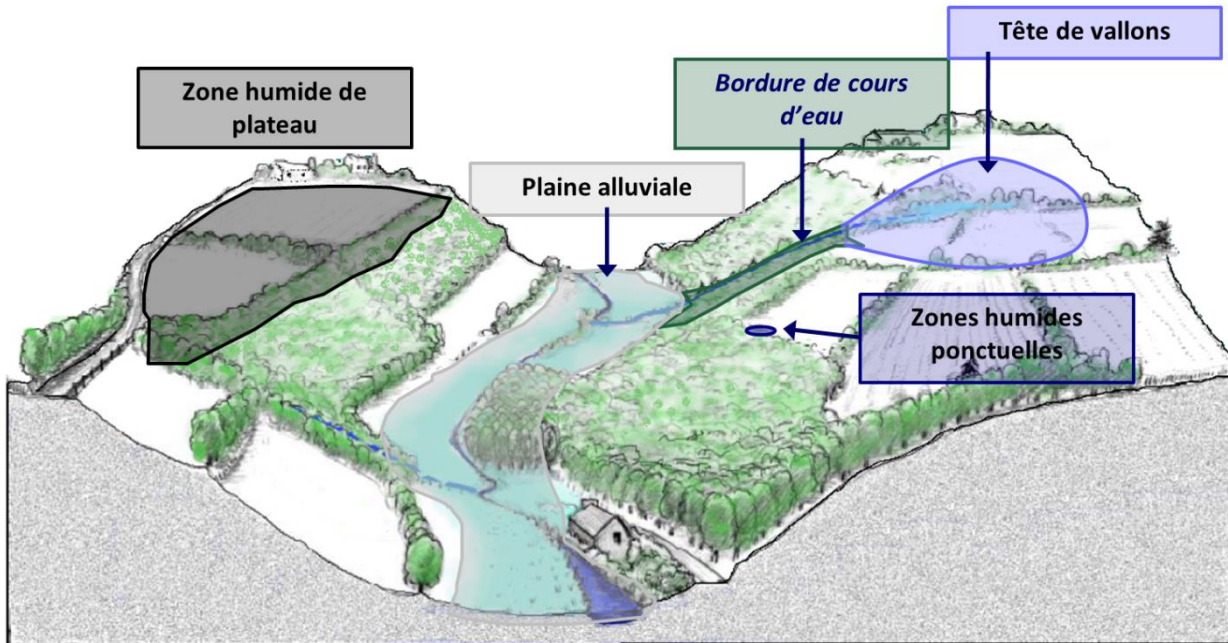 Tête de vallons
Bordure de cours
d’eau
Zone humide de
plateau
Plaine alluviale
Zones humides
ponctuelles